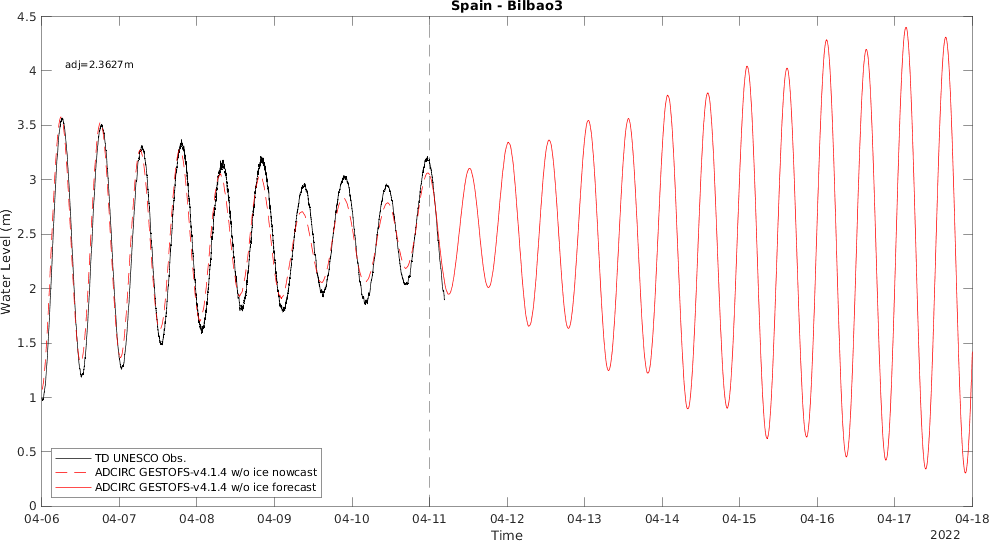 Spain - Bilbao3
4.5
4
3.5
3
2.5
2
1.5
1
0.5
0
Water Level (m)
adj=2.3627m
TD UNESCO Obs.
ADCIRC GESTOFS-v4.1.4 w/o ice nowcast
ADCIRC GESTOFS-v4.1.4 w/o ice forecast
04-06 04-07 04-08 04-09 04-10 04-11 04-12 04-13 04-14 04-15 04-16 04-17 04-18
Time
2022